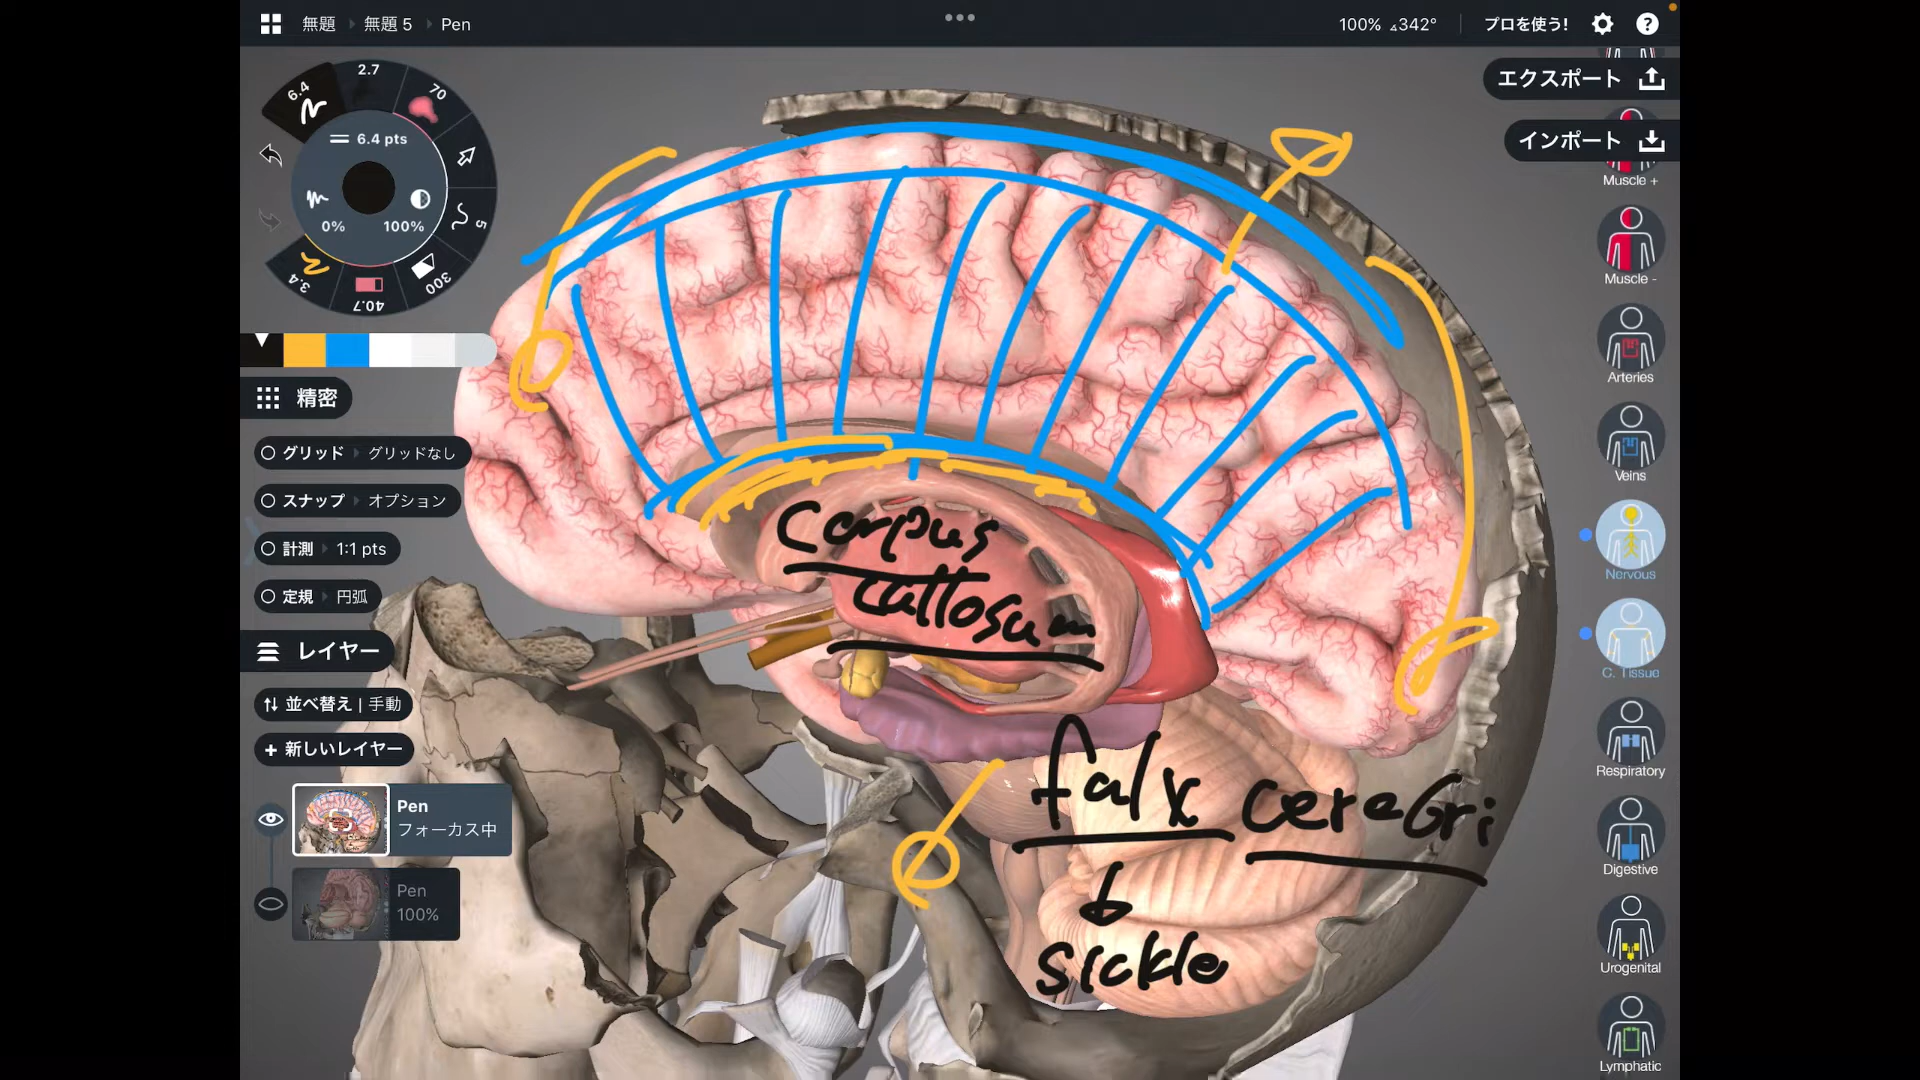 無題 無題 5 Pen
100% 342° プロを使う!
エクスポート
インポート
2.7
6.4
70
6.4 pts
0% 100%
5
3.4
40.7
300
精密
グリッド グリッドなし
スナップ オプション
計測 1:1 pts
定規 円弧
レイヤー
並べ替え | 手動
新しいレイヤー
Pen
フォーカス中
Pen
100%
corpus
callosum
falx cerebri
sickle
Muscle +
Muscle -
Arteries
Veins
Nervous
C. Tissue
Respiratory
Digestive
Urogenital
Lymphatic